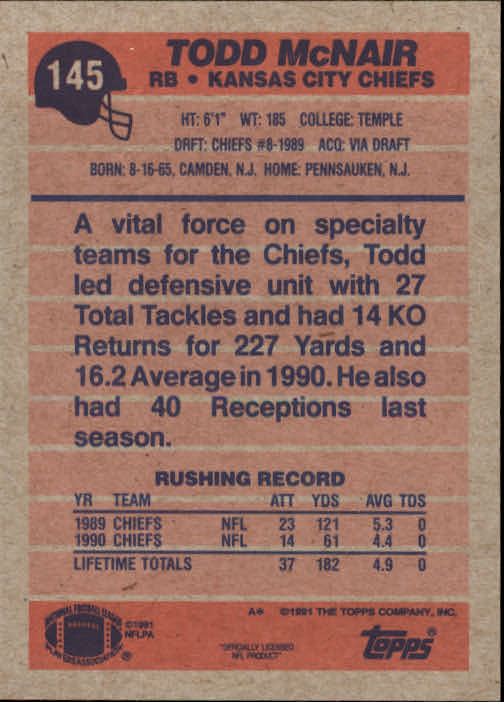 145
TODD McNAIR
RB • KANSAS CITY CHIEFS
HT: 6'1" WT: 185 COLLEGE: TEMPLE
DRFT: CHIEFS #8-1989 ACQ: VIA DRAFT
BORN: 8-16-65, CAMDEN, N.J. HOME: PENNSAUKEN, N.J.
A vital force on specialty
teams for the Chiefs, Todd
led defensive unit with 27
Total Tackles and had 14 KO
Returns for 227 Yards and
16.2 Average in 1990. He also
had 40 Receptions last
season.
RUSHING RECORD
YR TEAM ATT YDS AVG TDS
1989 CHIEFS NFL 23 121 5.3 0
1990 CHIEFS NFL 14 61 4.4 0
LIFETIME TOTALS 37 182 4.9 0
A* ©1991 THE TOPPS COMPANY, INC.
NATIONAL FOOTBALL LEAGUE
PLAYERS ASSOCIATION ®
©1991
NFLPA
"OFFICIALLY LICENSED
NFL PRODUCT"
topps®